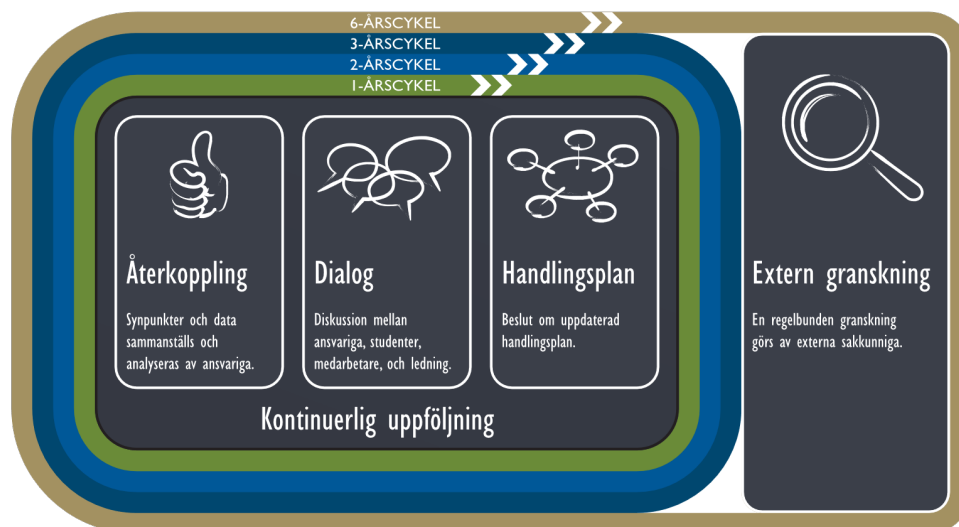 6-ÅRSCYKEL
3-ÅRSCYKEL
2-ÅRSCYKEL
1-ÅRSCYKEL
Återkoppling
Synpunkter och data
sammanställs och
analyseras av ansvariga.
Dialog
Diskussion mellan
ansvariga, studenter,
medarbetare, och ledning.
Handlingsplan
Beslut om uppdaterad
handlingsplan.
Kontinuerlig uppföljning
Extern granskning
En regelbunden granskning
görs av externa sakkunniga.